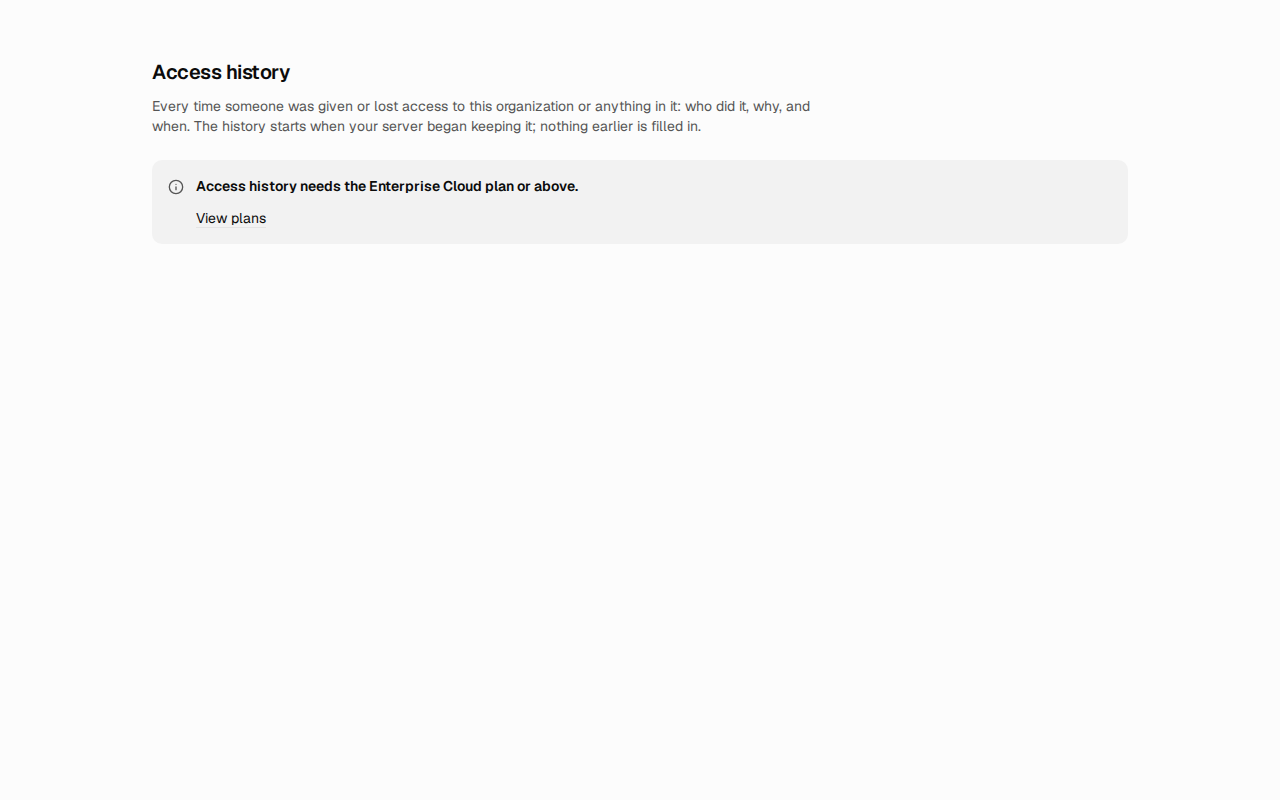 Access history
Every time someone was given or lost access to this organization or anything in it: who did it, why, and
when. The history starts when your server began keeping it; nothing earlier is filled in.
Access history needs the Enterprise Cloud plan or above.
View plans